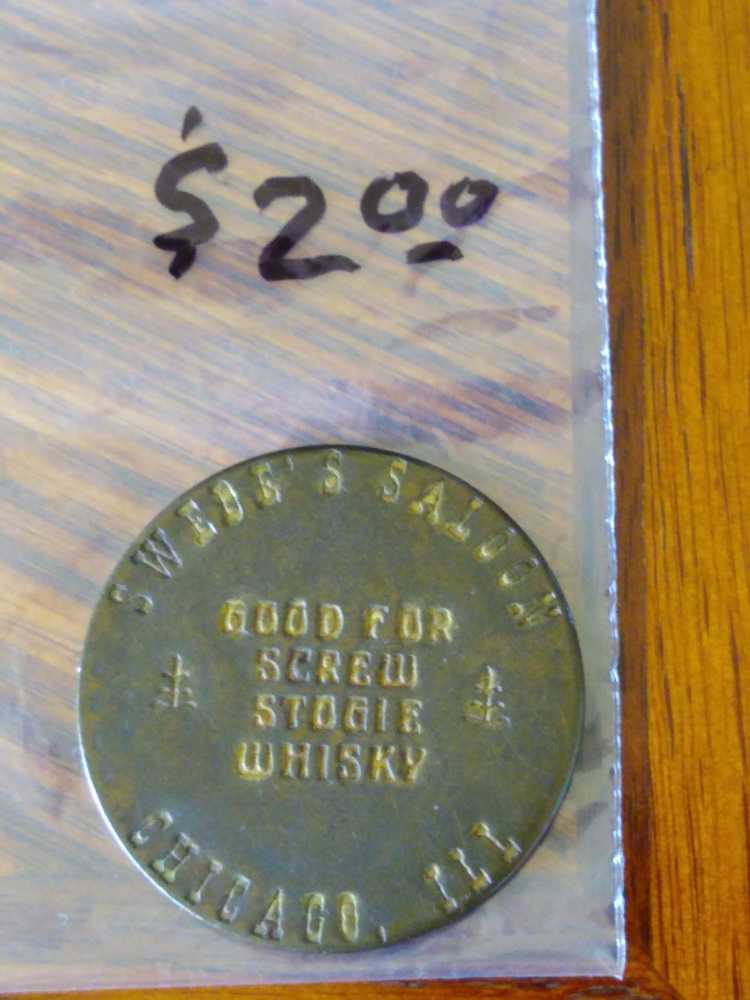 $2.00
SWEDE'S SALOON
GOOD FOR
SCREW
STOGIE
WHISKY
CHICAGO, ILL